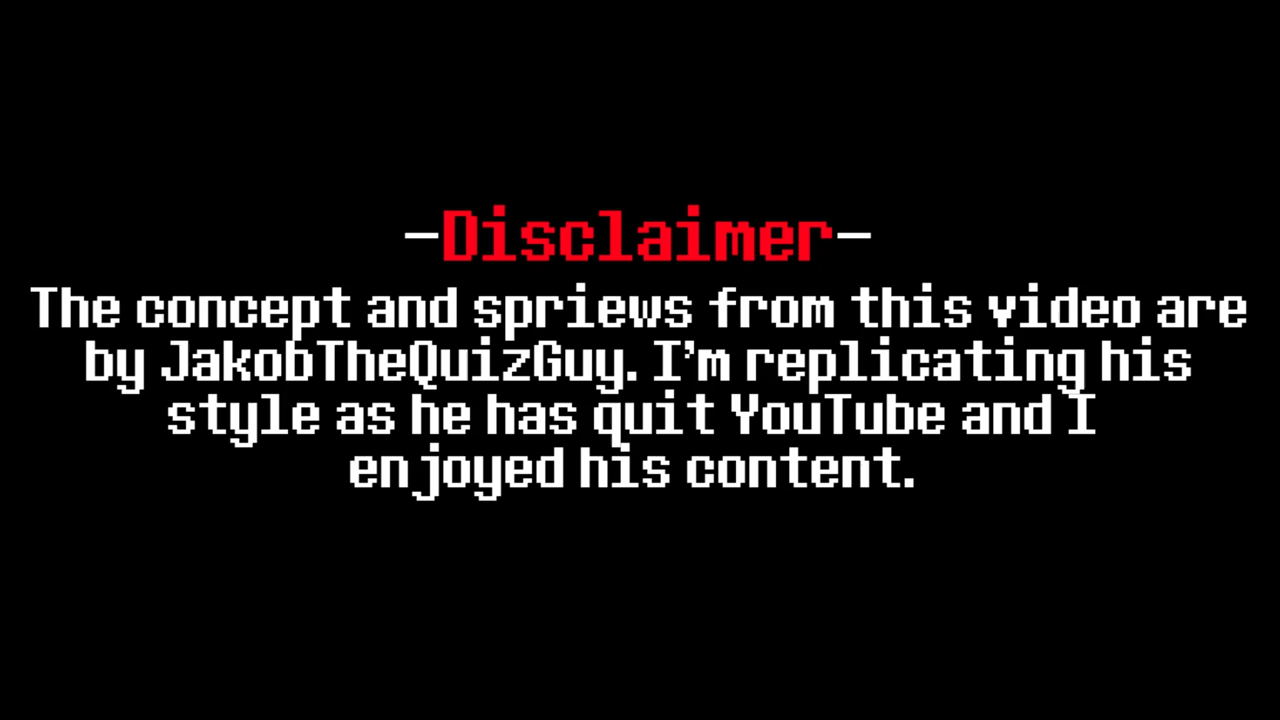 -Disclaimer-
The concept and spriews from this video are
by JakobTheQuizGuy. I'm replicating his
style as he has quit YouTube and I
enjoyed his content.